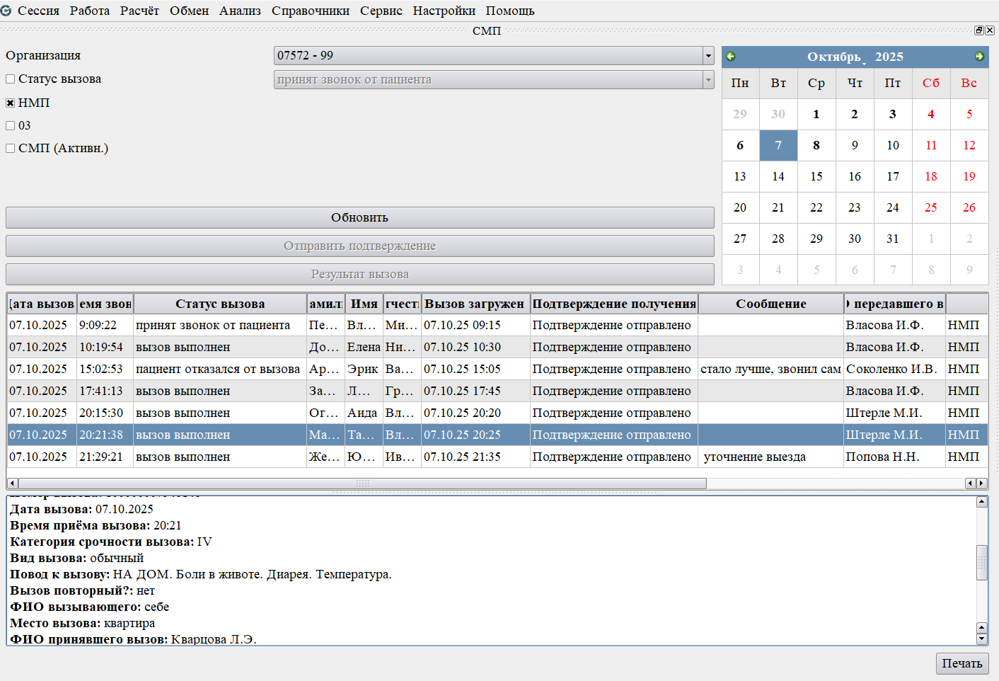 Сессия Работа Расчёт Обмен Анализ Справочники Сервис Настройки Помощь
СМП
Организация 07572 - 99
Статус вызова принят звонок от пациента
НМП
03
СМП (Активн.)
Обновить
Отправить подтверждение
Результат вызова
Октябрь 2025
Пн Вт Ср Чт Пт Сб Вс
29 30 1 2 3 4 5
6 7 8 9 10 11 12
13 14 15 16 17 18 19
20 21 22 23 24 25 26
27 28 29 30 31 1 2
3 4 5 6 7 8 9
ата вызов емя звон Статус вызова амил Имя тчест Вызов загружен Подтверждение получения Сообщение передавшего в
07.10.2025 9:09:22 принят звонок от пациента Пе... Вл... Ми... 07.10.25 09:15 Подтверждение отправлено Власова И.Ф. НМП
07.10.2025 10:19:54 вызов выполнен До... Елена Ни... 07.10.25 10:30 Подтверждение отправлено Власова И.Ф. НМП
07.10.2025 15:02:53 пациент отказался от вызова Ар... Эрик Ва... 07.10.25 15:05 Подтверждение отправлено стало лучше, звонил сам Соколенко И.В. НМП
07.10.2025 17:41:13 вызов выполнен За... Л... Гр... 07.10.25 17:45 Подтверждение отправлено Власова И.Ф. НМП
07.10.2025 20:15:30 вызов выполнен Ог... Аида Вл... 07.10.25 20:20 Подтверждение отправлено Штерле М.И. НМП
07.10.2025 20:21:38 вызов выполнен Ма... Та... Вл... 07.10.25 20:25 Подтверждение отправлено Штерле М.И. НМП
07.10.2025 21:29:21 вызов выполнен Же... Ю... Ив... 07.10.25 21:35 Подтверждение отправлено уточнение выезда Попова Н.Н. НМП
Дата вызова: 07.10.2025
Время приёма вызова: 20:21
Категория срочности вызова: IV
Вид вызова: обычный
Повод к вызову: НА ДОМ. Боли в животе. Диарея. Температура.
Вызов повторный?: нет
ФИО вызывающего: себе
Место вызова: квартира
ФИО принявшего вызов: Кварцова Л.Э.
Печать